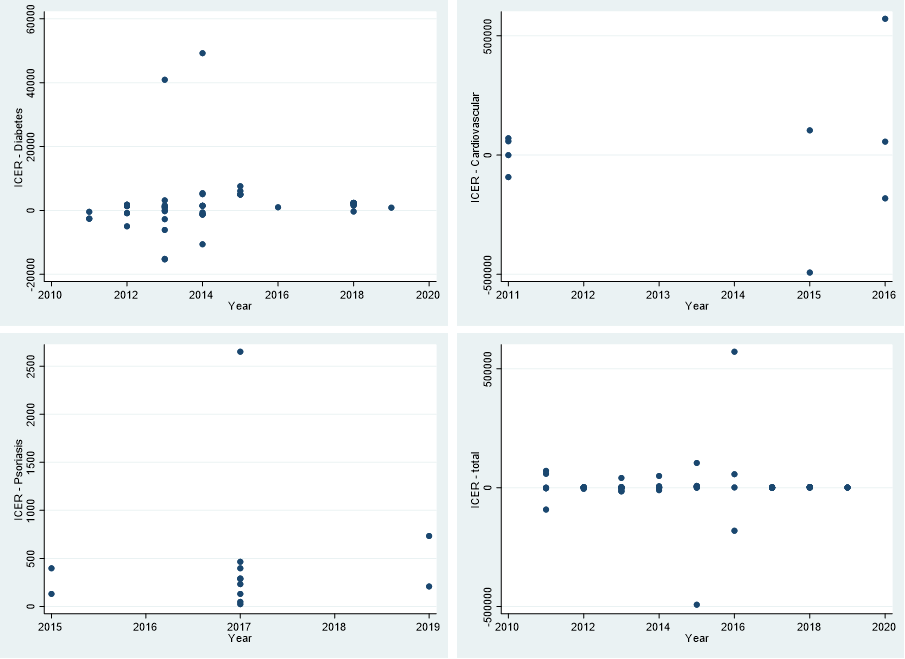 ICER - Diabetes
60000
40000
20000
0
-20000
2010 2012 2014 2016 2018 2020
Year
ICER - Cardiovascular
500000
0
-500000
2011 2012 2013 2014 2015 2016
Year
ICER - Psoriasis
2500
2000
1500
1000
500
0
2015 2016 2017 2018 2019
Year
ICER - total
500000
0
-500000
2010 2012 2014 2016 2018 2020
Year